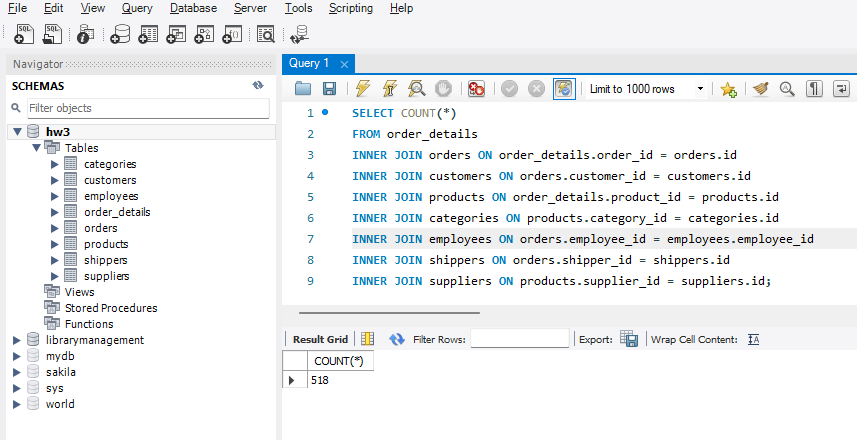 File Edit View Query Database Server Tools Scripting Help
Navigator
SCHEMAS
Filter objects
hw3
Tables
categories
customers
employees
order_details
orders
products
shippers
suppliers
Views
Stored Procedures
Functions
librarymanagement
mydb
sakila
sys
world
Query 1
Limit to 1000 rows
1 SELECT COUNT(*)
2 FROM order_details
3 INNER JOIN orders ON order_details.order_id = orders.id
4 INNER JOIN customers ON orders.customer_id = customers.id
5 INNER JOIN products ON order_details.product_id = products.id
6 INNER JOIN categories ON products.category_id = categories.id
7 INNER JOIN employees ON orders.employee_id = employees.employee_id
8 INNER JOIN shippers ON orders.shipper_id = shippers.id
9 INNER JOIN suppliers ON products.supplier_id = suppliers.id;
Result Grid Filter Rows: Export: Wrap Cell Content:
COUNT(*)
518